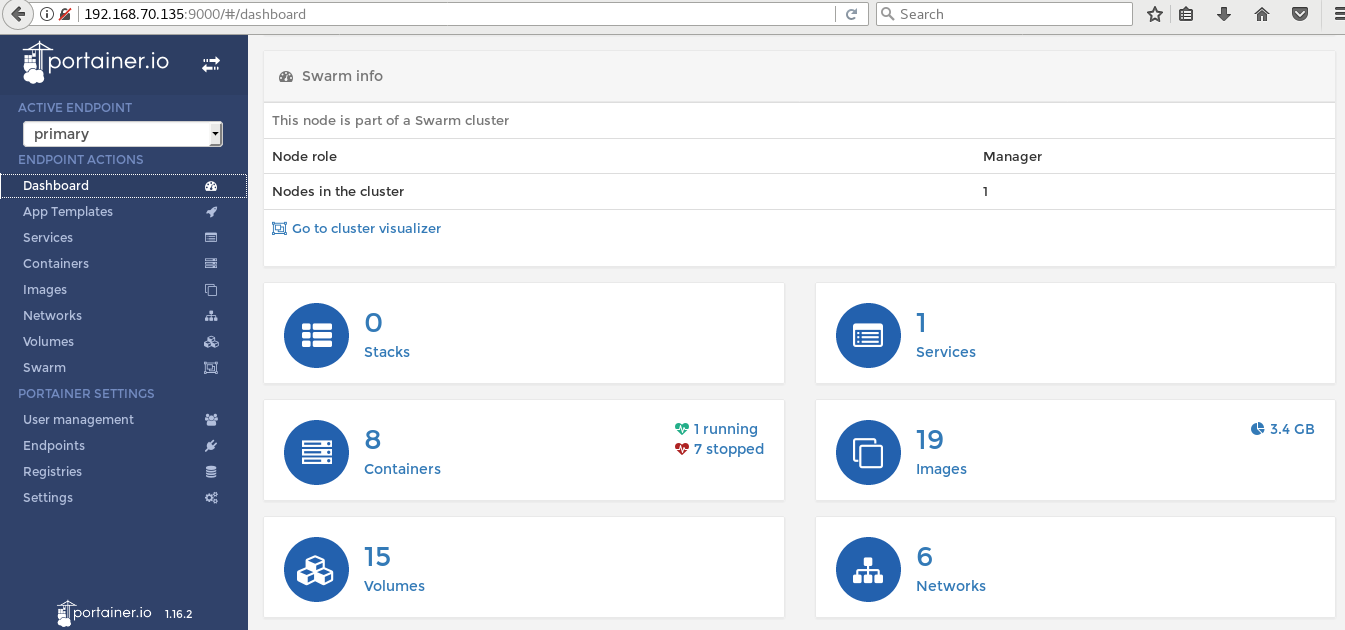 192.168.70.135:9000/#/dashboard
Search
portainer.io
ACTIVE ENDPOINT
primary
ENDPOINT ACTIONS
Dashboard
App Templates
Services
Containers
Images
Networks
Volumes
Swarm
PORTAINER SETTINGS
User management
Endpoints
Registries
Settings
portainer.io 1.16.2
Swarm info
This node is part of a Swarm cluster
Node role Manager
Nodes in the cluster 1
Go to cluster visualizer
0
Stacks
1
Services
8
Containers
1 running
7 stopped
19
Images
3.4 GB
15
Volumes
6
Networks